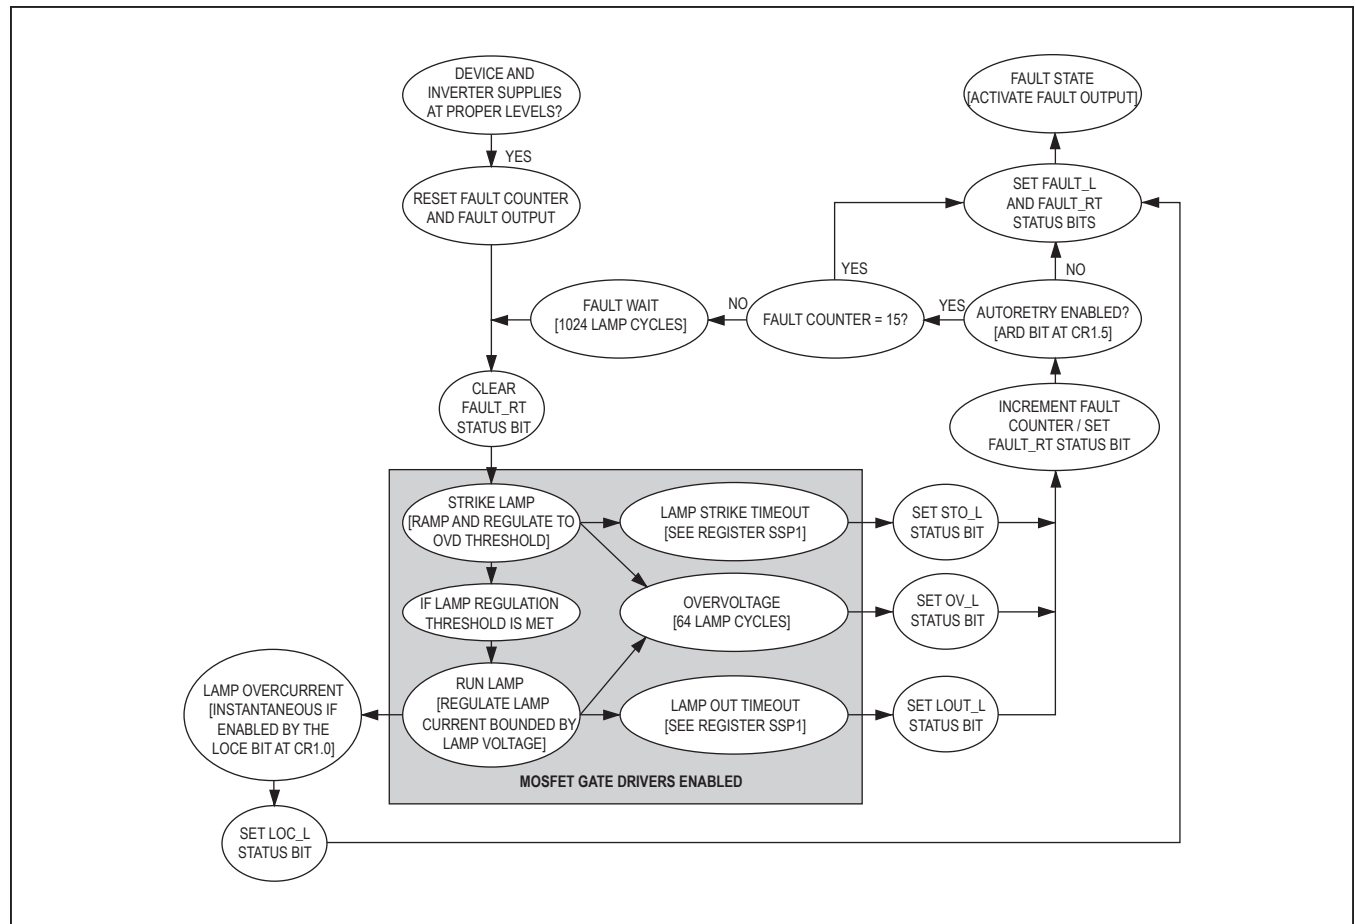 DEVICE AND
INVERTER SUPPLIES
AT PROPER LEVELS?
YES
RESET FAULT COUNTER
AND FAULT OUTPUT
FAULT STATE
[ACTIVATE FAULT OUTPUT]
SET FAULT_L
AND FAULT_RT
STATUS BITS
YES
NO
FAULT WAIT
[1024 LAMP CYCLES]
NO
FAULT COUNTER = 15?
YES
AUTORETRY ENABLED?
[ARD BIT AT CR1.5]
CLEAR
FAULT_RT
STATUS BIT
INCREMENT FAULT
COUNTER / SET
FAULT_RT STATUS BIT
STRIKE LAMP
[RAMP AND REGULATE TO
OVD THRESHOLD]
LAMP STRIKE TIMEOUT
[SEE REGISTER SSP1]
SET STO_L
STATUS BIT
IF LAMP REGULATION
THRESHOLD IS MET
OVERVOLTAGE
[64 LAMP CYCLES]
SET OV_L
STATUS BIT
LAMP OVERCURRENT
[INSTANTANEOUS IF
ENABLED BY THE
LOCE BIT AT CR1.0]
RUN LAMP
[REGULATE LAMP
CURRENT BOUNDED BY
LAMP VOLTAGE]
LAMP OUT TIMEOUT
[SEE REGISTER SSP1]
SET LOUT_L
STATUS BIT
MOSFET GATE DRIVERS ENABLED
SET LOC_L
STATUS BIT